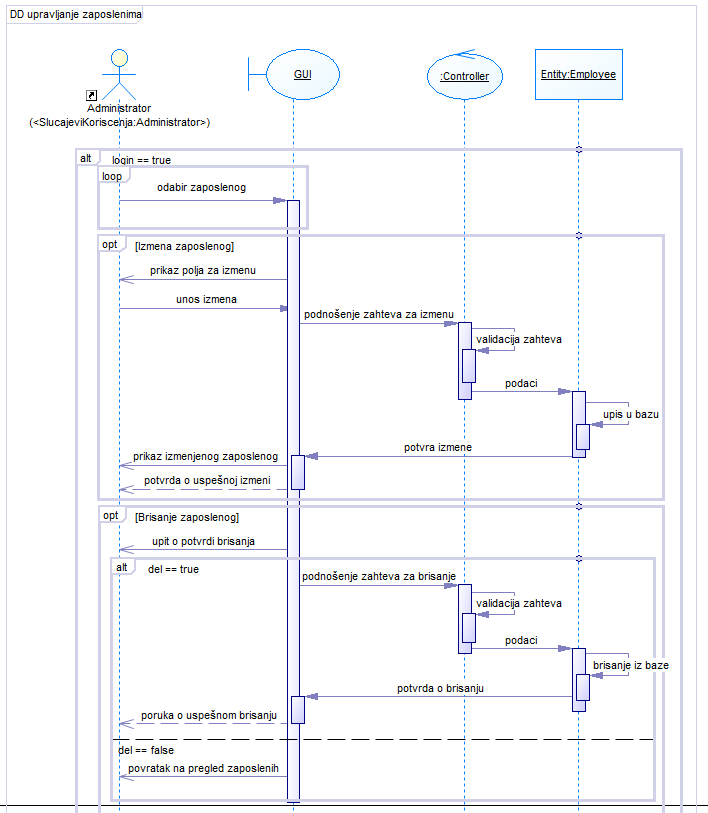 DD upravljanje zaposlenima
GUI
:Controller
Entity:Employee
Administrator
(<SlucajeviKoriscenja:Administrator>)
alt
login == true
loop
odabir zaposlenog
opt
[Izmena zaposlenog]
prikaz polja za izmenu
unos izmena
podnošenje zahteva za izmenu
validacija zahteva
podaci
upis u bazu
potvra izmene
prikaz izmenjenog zaposlenog
potvrda o uspešnoj izmeni
opt
[Brisanje zaposlenog]
upit o potvrdi brisanja
alt
del == true
podnošenje zahteva za brisanje
validacija zahteva
podaci
brisanje iz baze
potvrda o brisanju
poruka o uspešnom brisanju
del == false
povratak na pregled zaposlenih